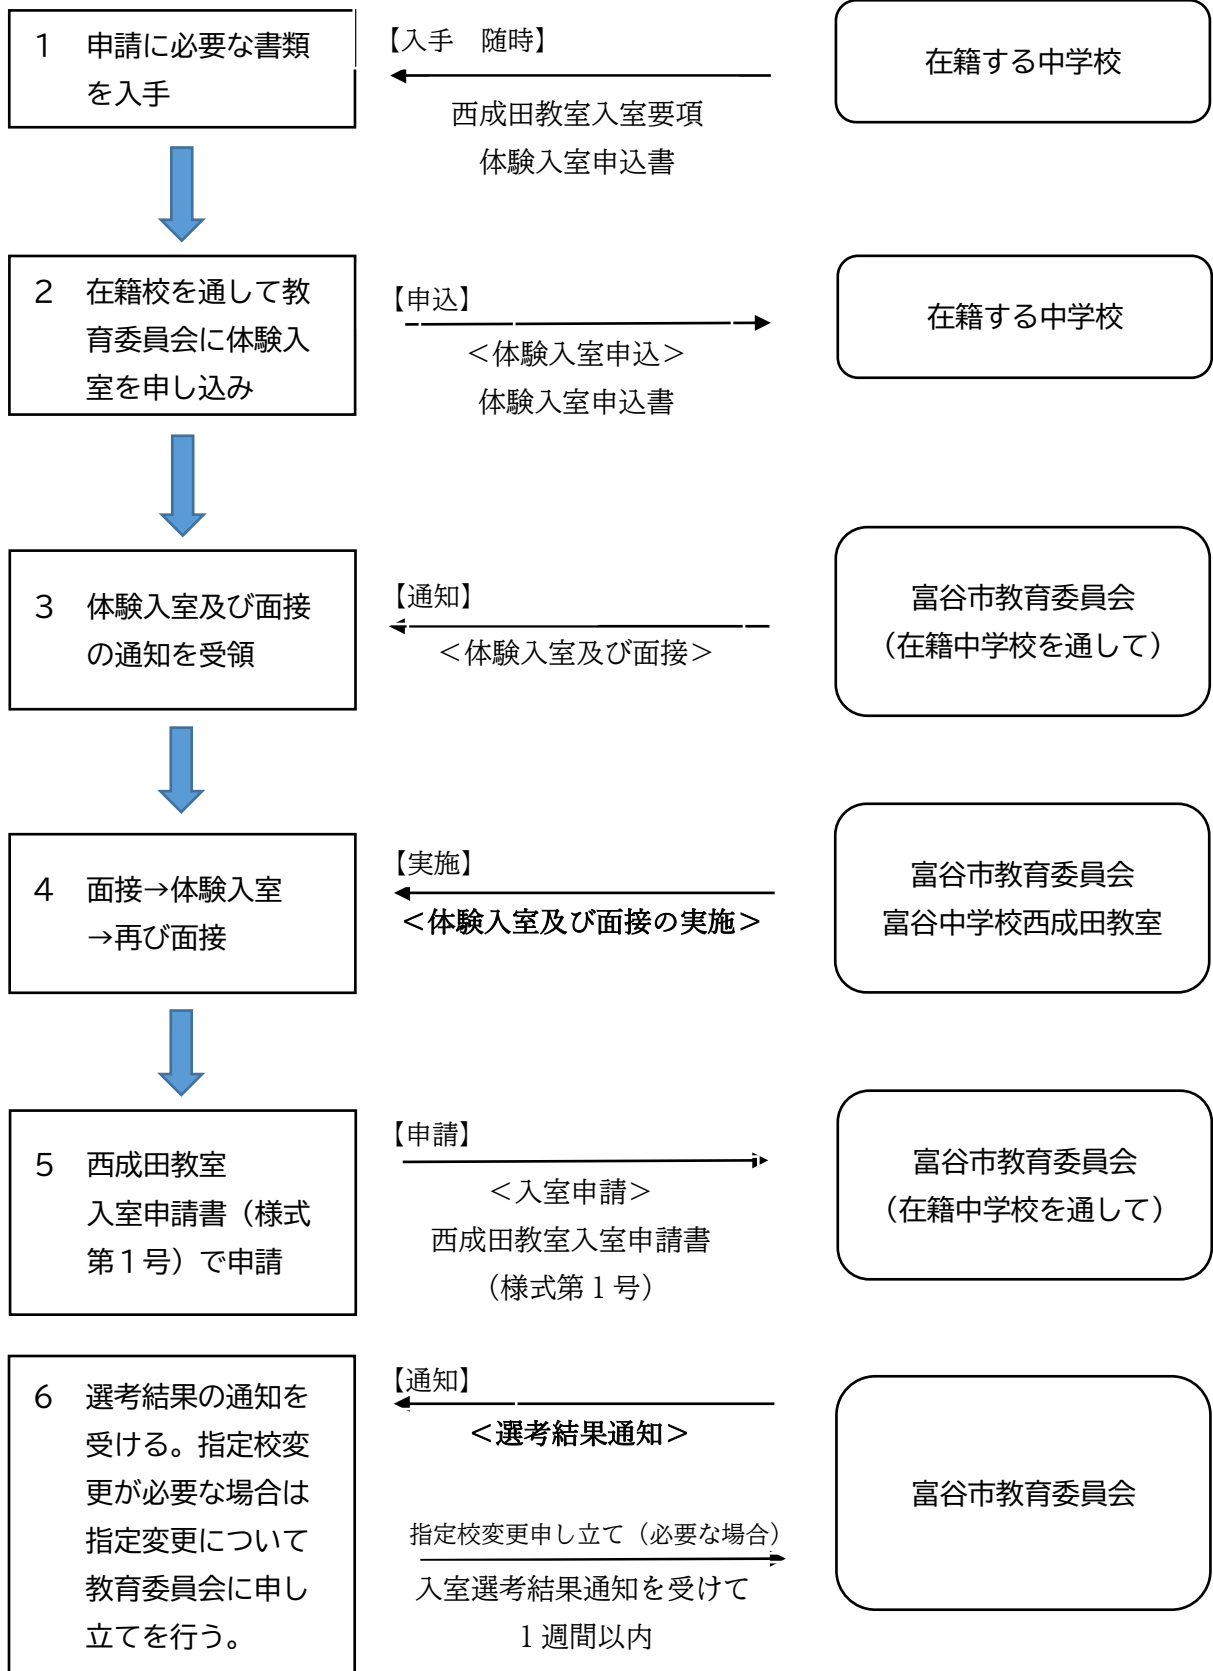 1　申請に必要な書類
を入手
【入手　随時】
西成田教室入室要項
体験入室申込書
在籍する中学校
2　在籍校を通して教
育委員会に体験入
室を申し込み
【申込】
＜体験入室申込＞
体験入室申込書
在籍する中学校
3　体験入室及び面接
の通知を受領
【通知】
＜体験入室及び面接＞
富谷市教育委員会
（在籍中学校を通して）
4　面接→体験入室
→再び面接
【実施】
＜体験入室及び面接の実施＞
富谷市教育委員会
富谷中学校西成田教室
5　西成田教室
入室申請書（様式
第１号）で申請
【申請】
＜入室申請＞
西成田教室入室申請書
（様式第１号）
富谷市教育委員会
（在籍中学校を通して）
6　選考結果の通知を
受ける。指定校変
更が必要な場合は
指定変更について
教育委員会に申し
立てを行う。
【通知】
＜選考結果通知＞
指定校変更申し立て（必要な場合）
入室選考結果通知を受けて
１週間以内
富谷市教育委員会